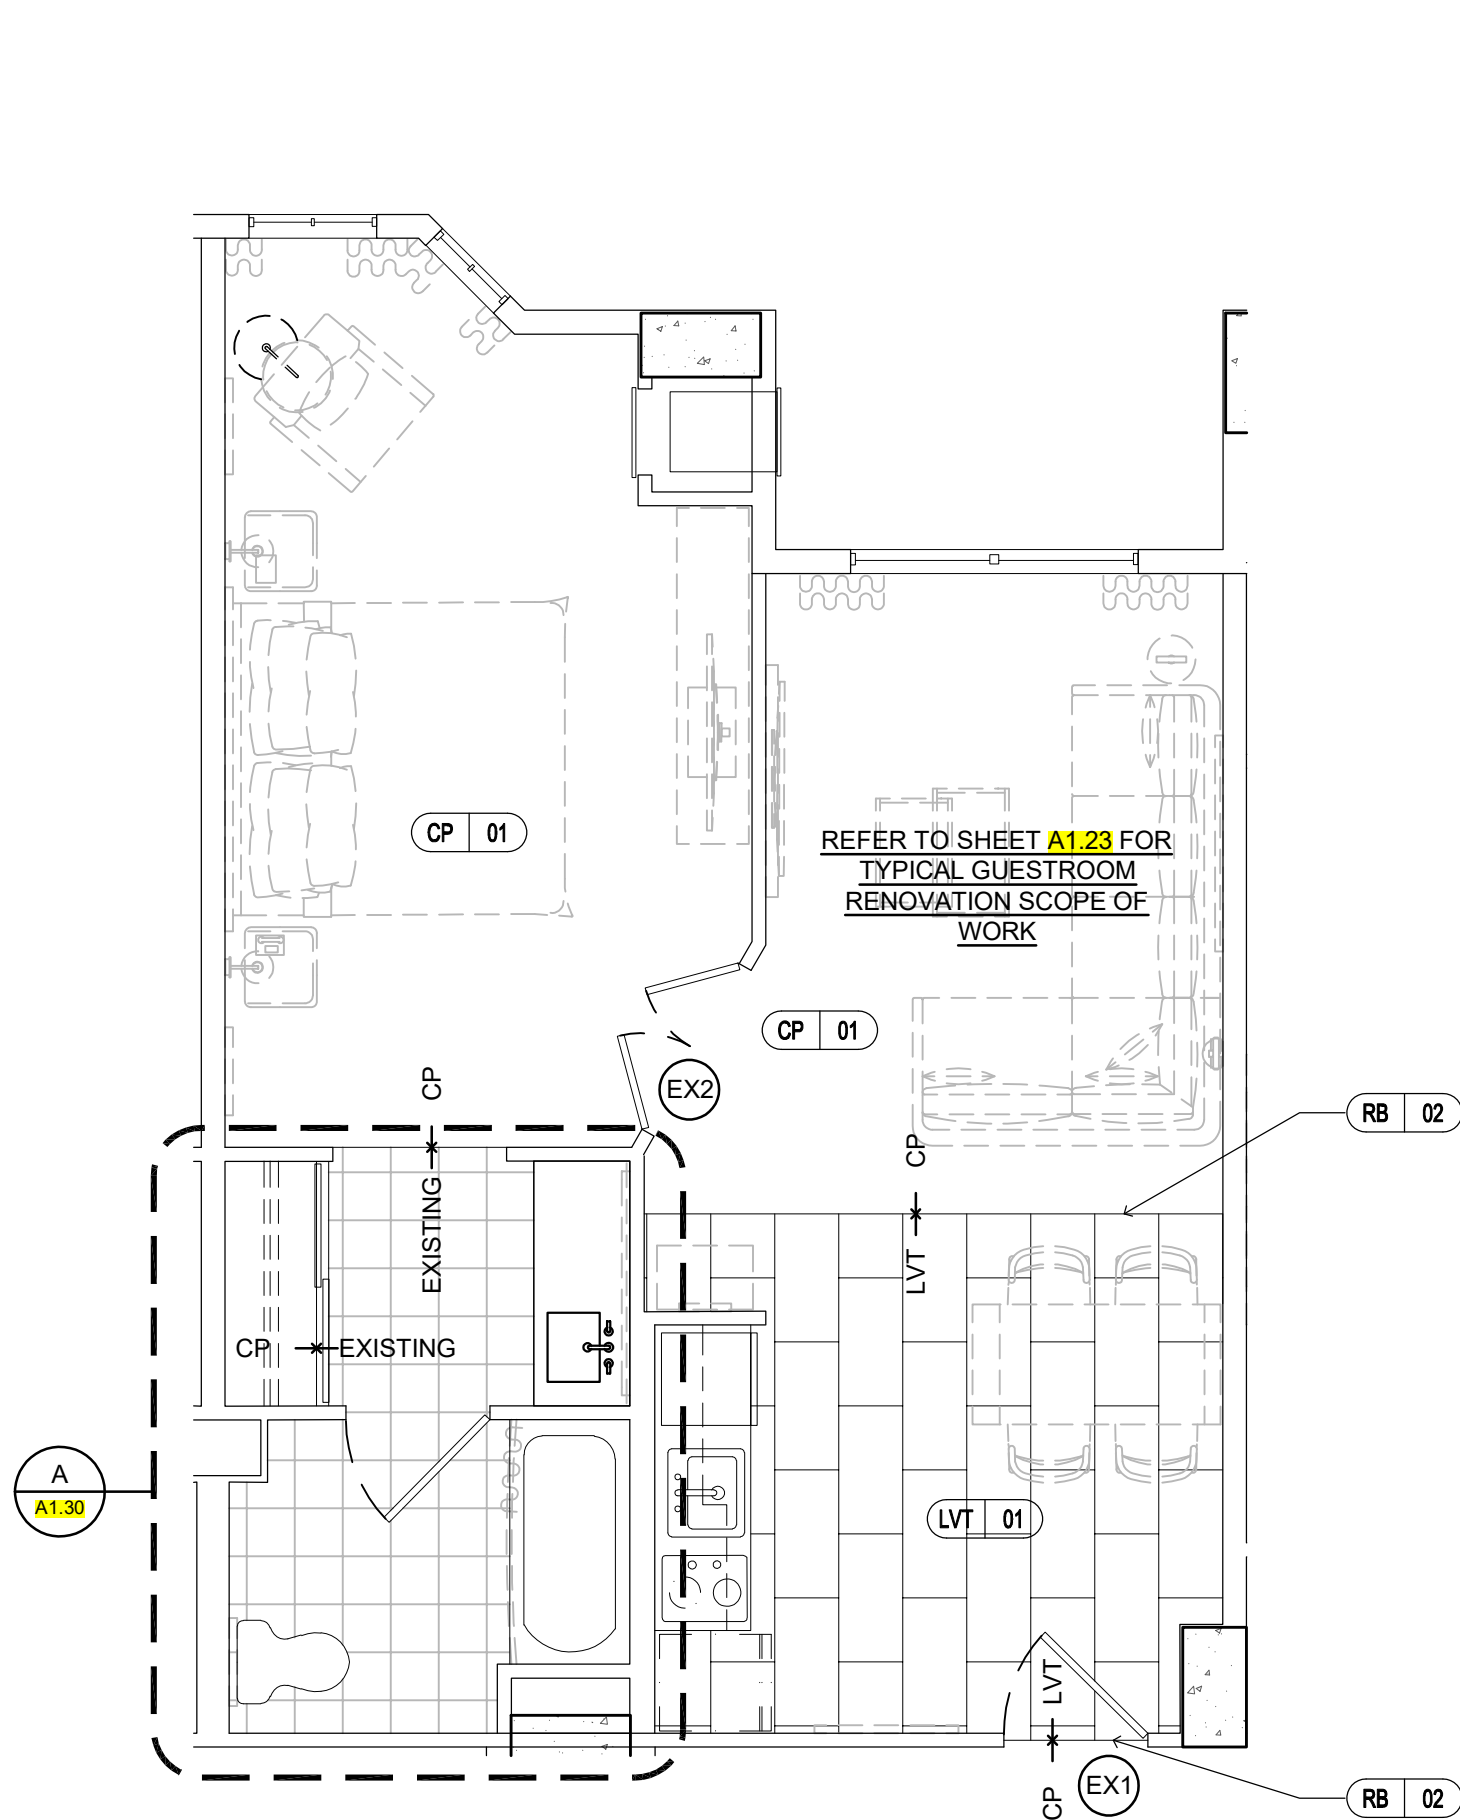 CP 01
REFER TO SHEET A1.23 FOR
TYPICAL GUESTROOM
RENOVATION SCOPE OF
WORK
CP 01
EX2
CP
EXISTING
RB 02
CP
LVT
CP
EXISTING
A
A1.30
LVT 01
LVT
CP
EX1
RB 02